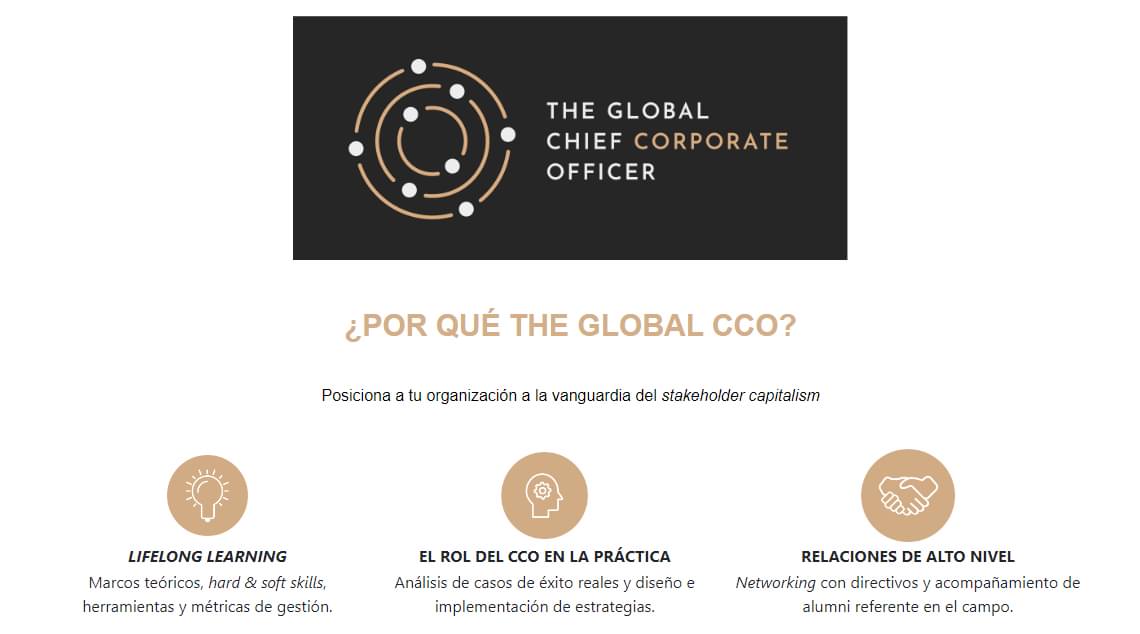 THE GLOBAL
CHIEF CORPORATE
OFFICER
¿POR QUÉ THE GLOBAL CCO?
Posiciona a tu organización a la vanguardia del stakeholder capitalism
LIFELONG LEARNING
Marcos teóricos, hard & soft skills,
herramientas y métricas de gestión.
EL ROL DEL CCO EN LA PRÁCTICA
Análisis de casos de éxito reales y diseño e
implementación de estrategias.
RELACIONES DE ALTO NIVEL
Networking con directivos y acompañamiento de
alumni referente en el campo.